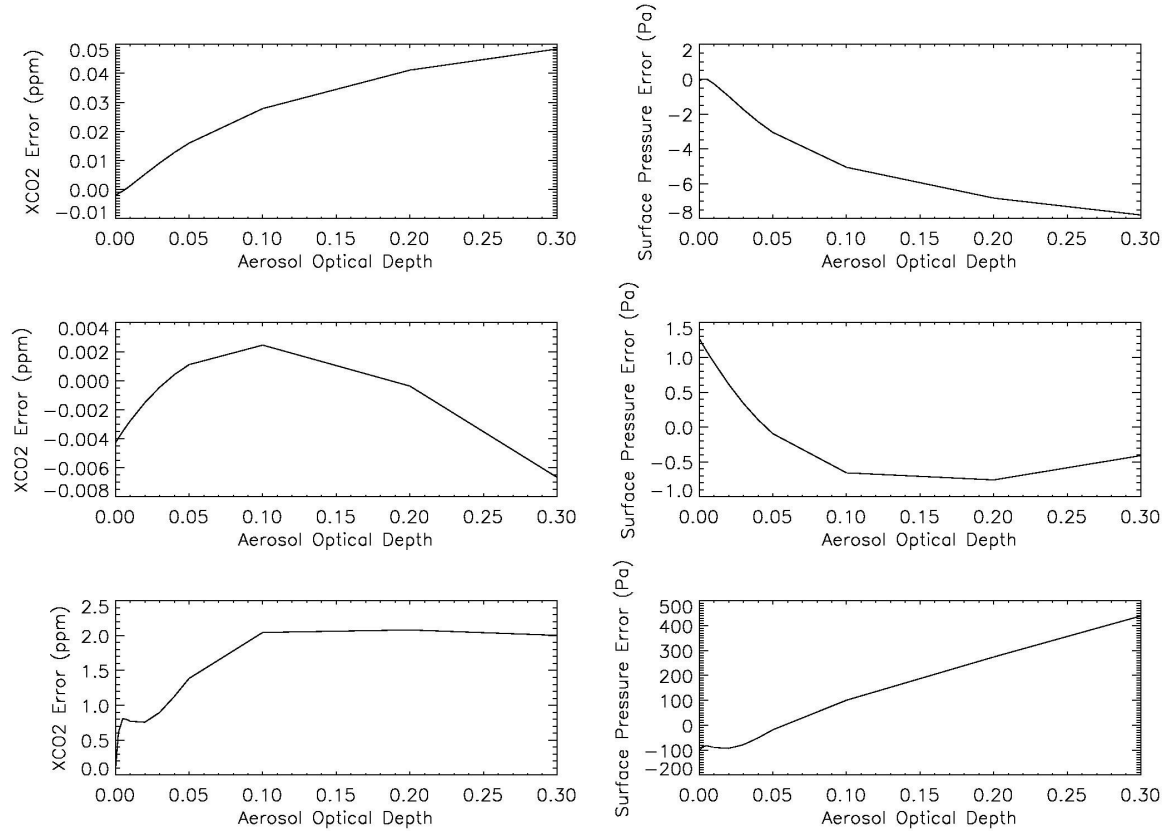 0.05
0.04
0.03
0.02
0.01
0.00
−0.01
XCO2 Error (ppm)
0.00 0.05 0.10 0.15 0.20 0.25 0.30
Aerosol Optical Depth
2
0
−2
−4
−6
−8
Surface Pressure Error (Pa)
0.00 0.05 0.10 0.15 0.20 0.25 0.30
Aerosol Optical Depth
0.004
0.002
0.000
−0.002
−0.004
−0.006
−0.008
XCO2 Error (ppm)
0.00 0.05 0.10 0.15 0.20 0.25 0.30
Aerosol Optical Depth
1.5
1.0
0.5
0.0
−0.5
−1.0
Surface Pressure Error (Pa)
0.00 0.05 0.10 0.15 0.20 0.25 0.30
Aerosol Optical Depth
2.5
2.0
1.5
1.0
0.5
0.0
XCO2 Error (ppm)
0.00 0.05 0.10 0.15 0.20 0.25 0.30
Aerosol Optical Depth
500
400
300
200
100
0
−100
−200
Surface Pressure Error (Pa)
0.00 0.05 0.10 0.15 0.20 0.25 0.30
Aerosol Optical Depth